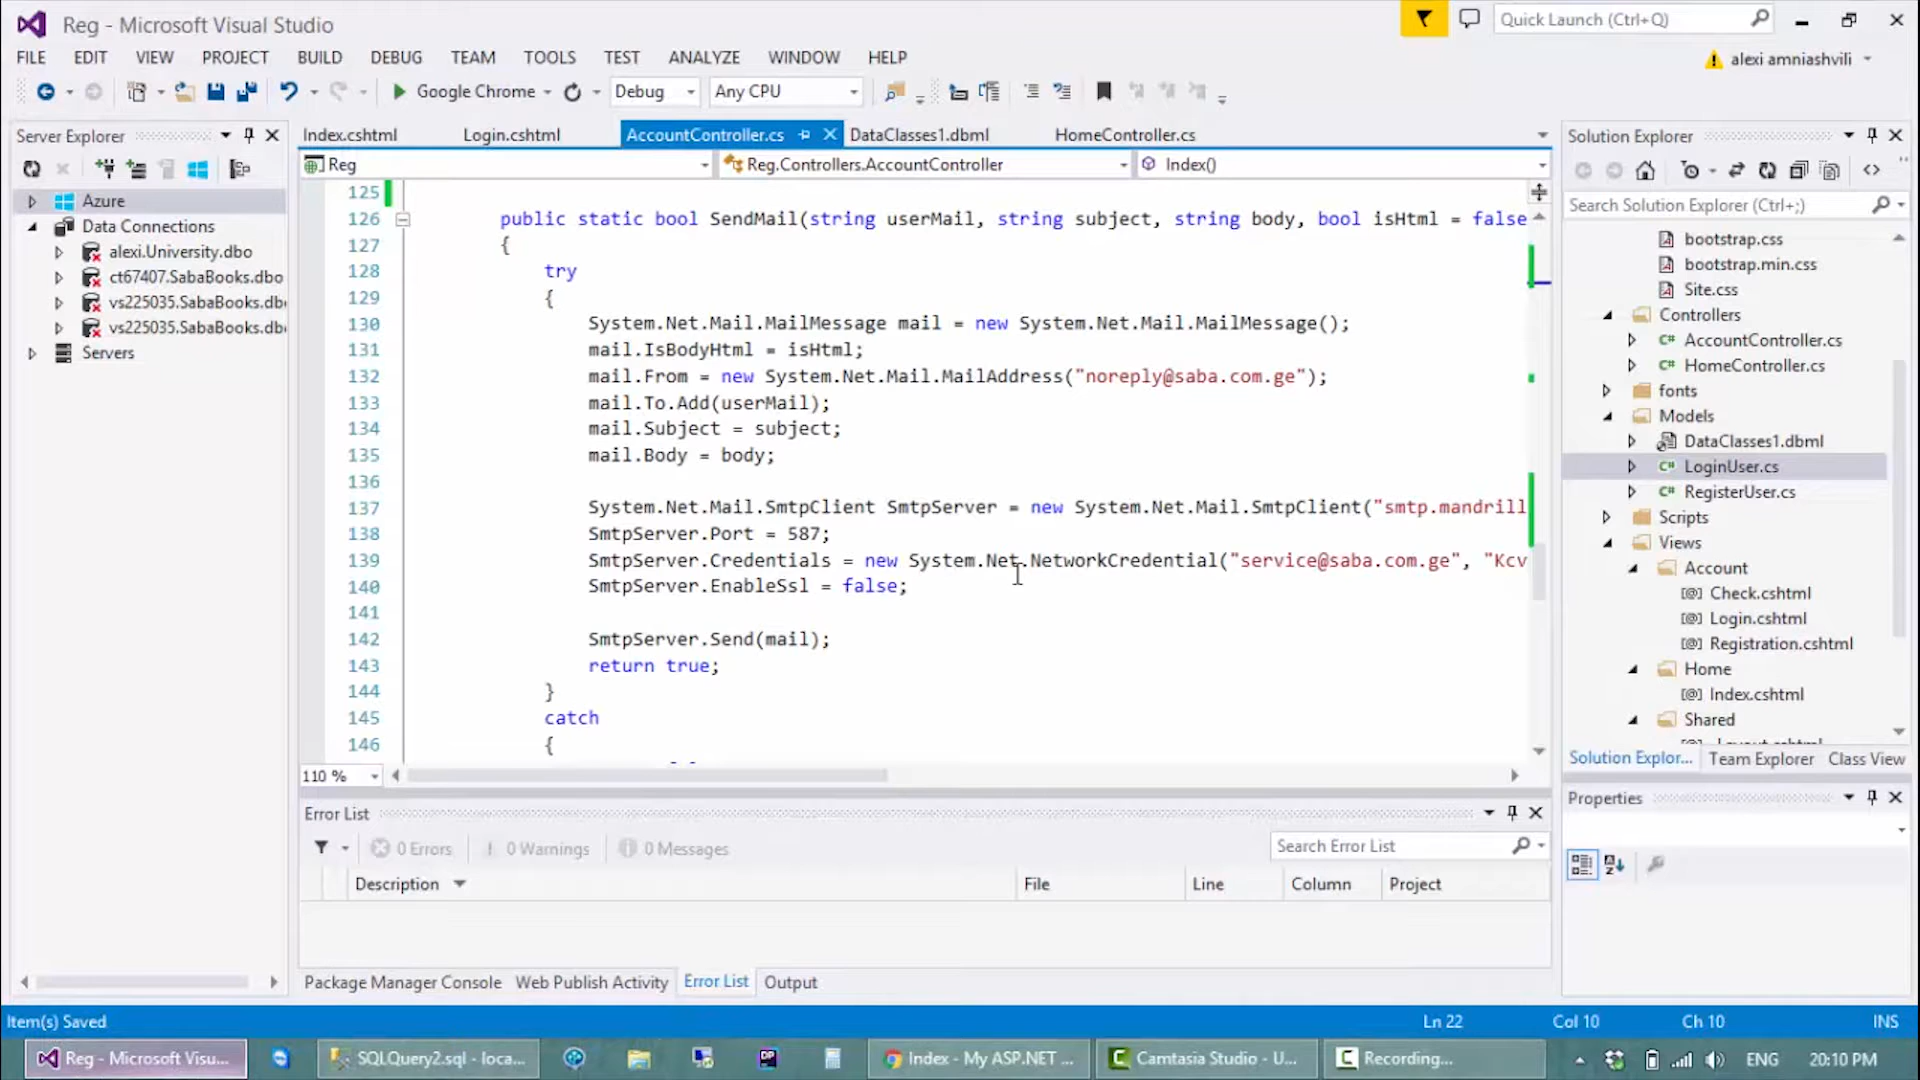 Reg - Microsoft Visual Studio
Quick Launch (Ctrl+Q)
FILE EDIT VIEW PROJECT BUILD DEBUG TEAM TOOLS TEST ANALYZE WINDOW HELP
alexi amniashvili
Google Chrome Debug Any CPU
Server Explorer
Azure
Data Connections
alexi.University.dbo
ct67407.SabaBooks.dbo
vs225035.SabaBooks.dbo
vs225035.SabaBooks.dbo
Servers
Index.cshtml Login.cshtml AccountController.cs DataClasses1.dbml HomeController.cs
Reg Reg.Controllers.AccountController Index()
125
126 public static bool SendMail(string userMail, string subject, string body, bool isHtml = false
127 {
128 try
129 {
130 System.Net.Mail.MailMessage mail = new System.Net.Mail.MailMessage();
131 mail.IsBodyHtml = isHtml;
132 mail.From = new System.Net.Mail.MailAddress("noreply@saba.com.ge");
133 mail.To.Add(userMail);
134 mail.Subject = subject;
135 mail.Body = body;
136
137 System.Net.Mail.SmtpClient SmtpServer = new System.Net.Mail.SmtpClient("smtp.mandrill
138 SmtpServer.Port = 587;
139 SmtpServer.Credentials = new System.Net.NetworkCredential("service@saba.com.ge", "Kcv
140 SmtpServer.EnableSsl = false;
141
142 SmtpServer.Send(mail);
143 return true;
144 }
145 catch
146 {
110 %
Error List
0 Errors 0 Warnings 0 Messages
Search Error List
Description File Line Column Project
Package Manager Console Web Publish Activity Error List Output
Solution Explorer
Search Solution Explorer (Ctrl+;)
bootstrap.css
bootstrap.min.css
Site.css
Controllers
C# AccountController.cs
C# HomeController.cs
fonts
Models
DataClasses1.dbml
C# LoginUser.cs
C# RegisterUser.cs
Scripts
Views
Account
[@] Check.cshtml
[@] Login.cshtml
[@] Registration.cshtml
Home
[@] Index.cshtml
Shared
Solution Explor... Team Explorer Class View
Properties
Item(s) Saved Ln 22 Col 10 Ch 10 INS
Reg - Microsoft Visu... SQLQuery2.sql - loca... DP Index - My ASP.NET ... Camtasia Studio - U... Recording... ENG 20:10 PM